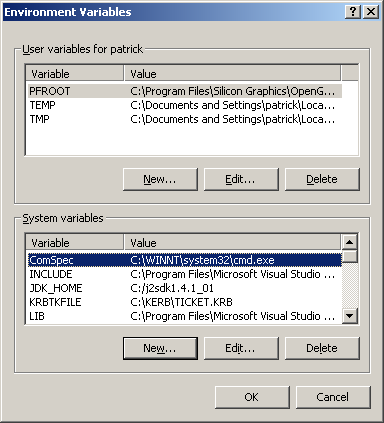 Environment Variables
User variables for patrick
Variable Value
PFROOT C:\Program Files\Silicon Graphics\OpenG...
TEMP C:\Documents and Settings\patrick\Loca...
TMP C:\Documents and Settings\patrick\Loca...
New... Edit... Delete
System variables
Variable Value
ComSpec C:\WINNT\system32\cmd.exe
INCLUDE C:\Program Files\Microsoft Visual Studio ...
JDK_HOME C:/j2sdk1.4.1_01
KRBTKFILE C:\KERB\TICKET.KRB
LIB C:\Program Files\Microsoft Visual Studio ...
New... Edit... Delete
OK Cancel